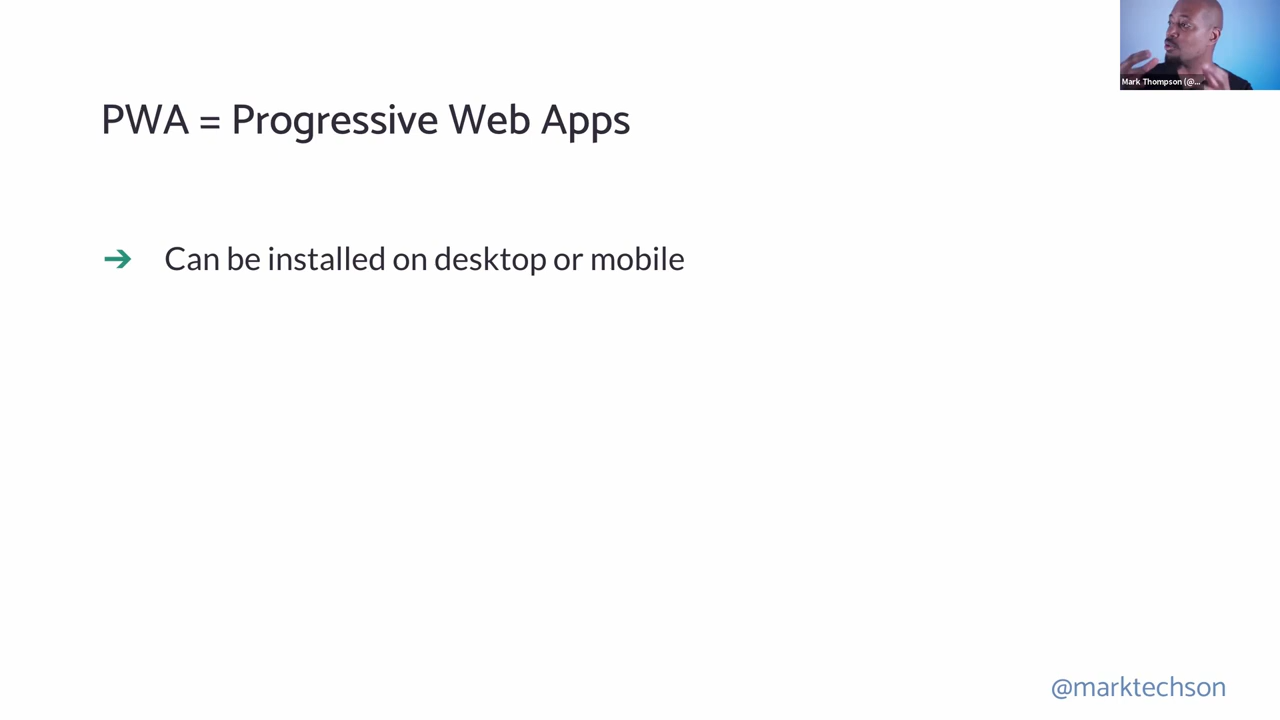 Mark Thompson (@...
PWA = Progressive Web Apps
➔ Can be installed on desktop or mobile
@marktechson